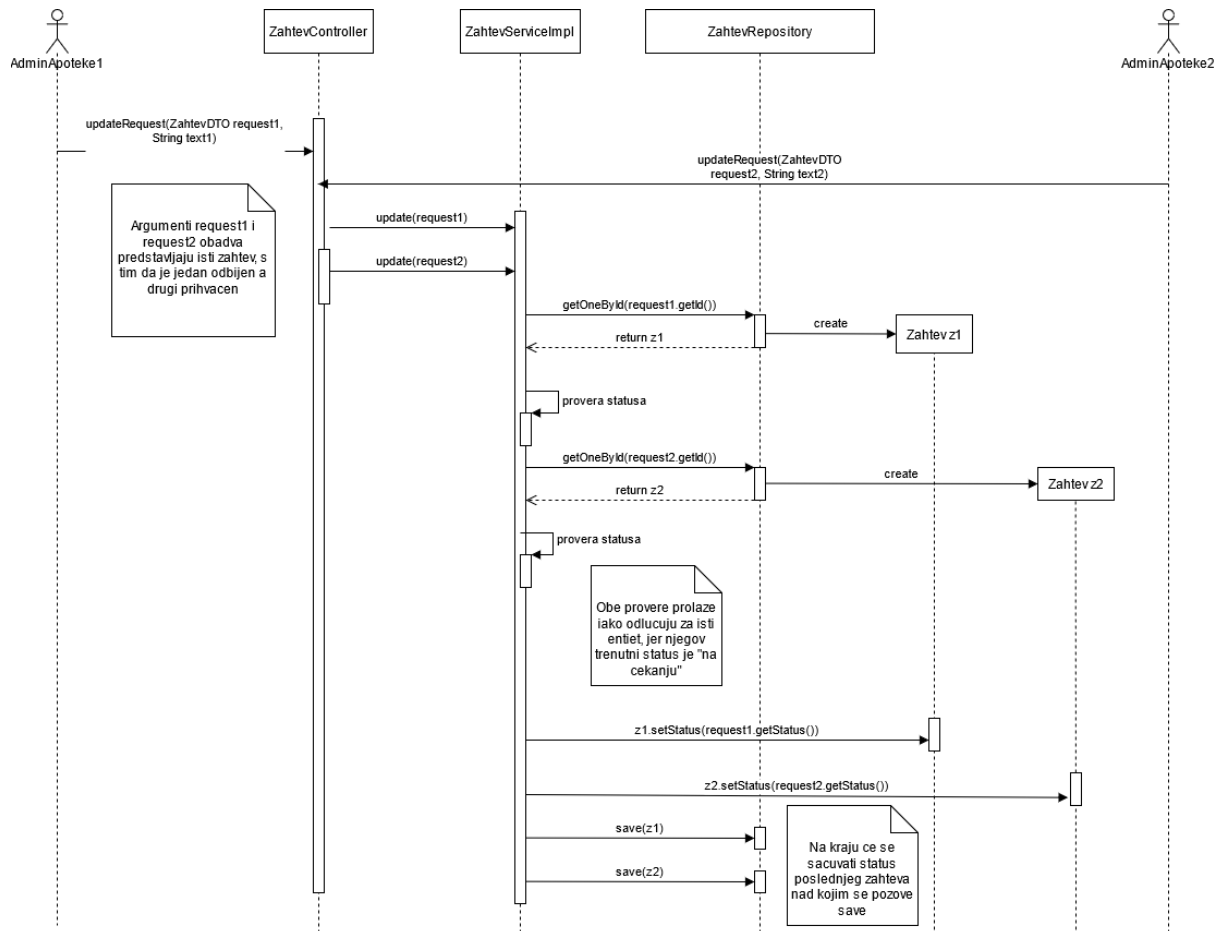 ZahtevController
ZahtevServiceImpl
ZahtevRepository
AdminApoteke1
AdminApoteke2
updateRequest(ZahtevDTO request1,
String text1)
updateRequest(ZahtevDTO
request2, String text2)
Argumenti request1 i
request2 obadva
predstavljaju isti zahtev, s
tim da je jedan odbijen a
drugi prihvacen
update(request1)
update(request2)
getOneById(request1.getId())
create
Zahtev z1
return z1
provera statusa
getOneById(request2.getId())
create
Zahtev z2
return z2
provera statusa
Obe provere prolaze
iako odlucuju za isti
entiet, jer njegov
trenutni status je "na
cekanju"
z1.setStatus(request1.getStatus())
z2.setStatus(request2.getStatus())
save(z1)
save(z2)
Na kraju ce se
sacuvati status
poslednjeg zahteva
nad kojim se pozove
save